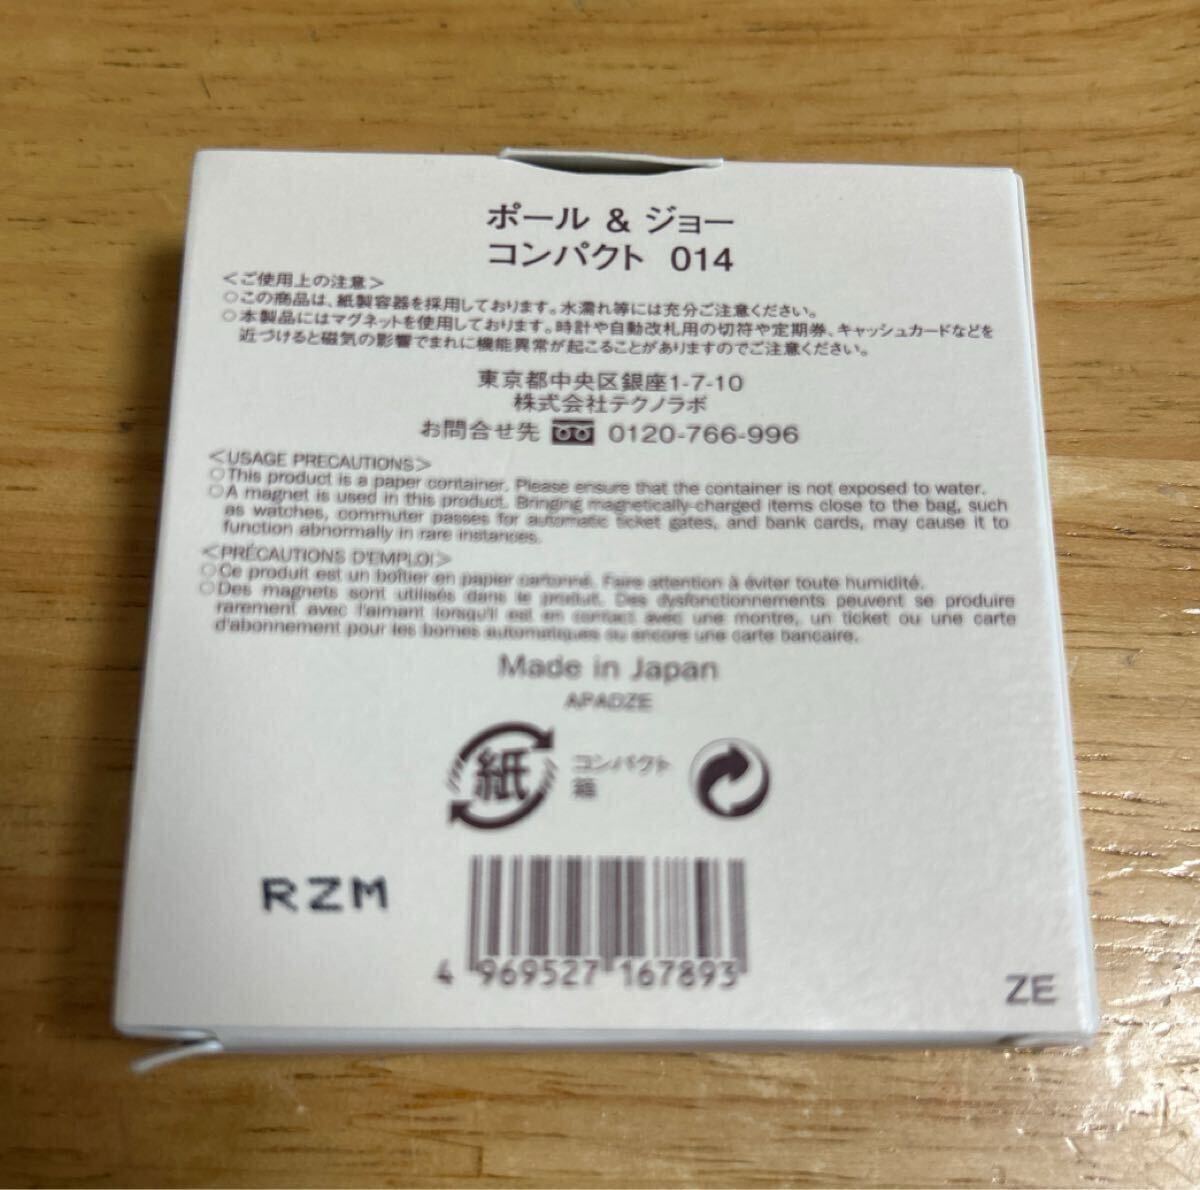 ポール & ジョー
コンパクト 014
＜ご使用上の注意＞
○この商品は、紙製容器を採用しております。水濡れ等には充分ご注意ください。
○本製品にはマグネットを使用しております。時計や自動改札用の切符や定期券、キャッシュカードなどを
近づけると磁気の影響でまれに機能異常が起こることがありますのでご注意ください。
東京都中央区銀座1-7-10
株式会社テクノラボ
お問合せ先 0120-766-996
＜USAGE PRECAUTIONS＞
○This product is a paper container. Please ensure that the container is not exposed to water.
○A magnet is used in this product. Bringing magnetically-charged items close to the bag, such
as watches, commuter passes for automatic ticket gates, and bank cards, may cause it to
function abnormally in rare instances.
＜PRÉCAUTIONS D'EMPLOI＞
○Ce produit est un boîtier en papier cartonné. Faire attention à éviter toute humidité.
○Des magnets sont utilisés dans le produit. Des dysfonctionnements peuvent se produire
rarement avec l'aimant lorsqu'il est en contact avec une montre, un ticket ou une carte
d'abonnement pour les bornes automatiques ou encore une carte bancaire.
Made in Japan
APADZE
紙 コンパクト
箱
RZM
4 969527 167893
ZE